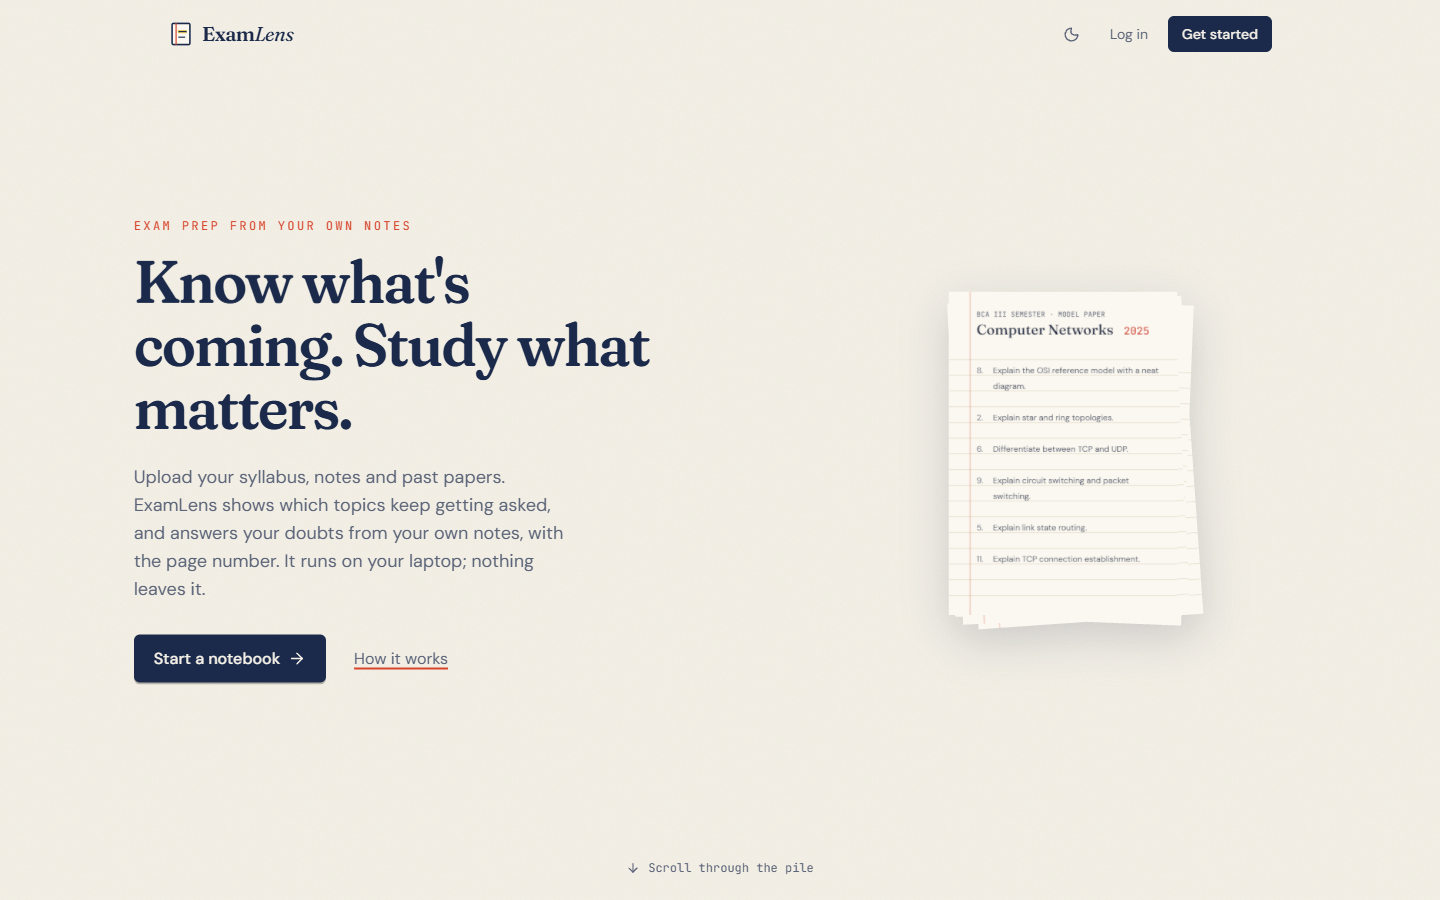 ExamLens
Log in
Get started
EXAM PREP FROM YOUR OWN NOTES
Know what's
coming. Study what
matters.
Upload your syllabus, notes and past papers.
ExamLens shows which topics keep getting asked,
and answers your doubts from your own notes, with
the page number. It runs on your laptop; nothing
leaves it.
Start a notebook
How it works
BCA III SEMESTER · MODEL PAPER
Computer Networks 2025
8. Explain the OSI reference model with a neat
diagram.
2. Explain star and ring topologies.
6. Differentiate between TCP and UDP.
9. Explain circuit switching and packet
switching.
5. Explain link state routing.
11. Explain TCP connection establishment.
Scroll through the pile